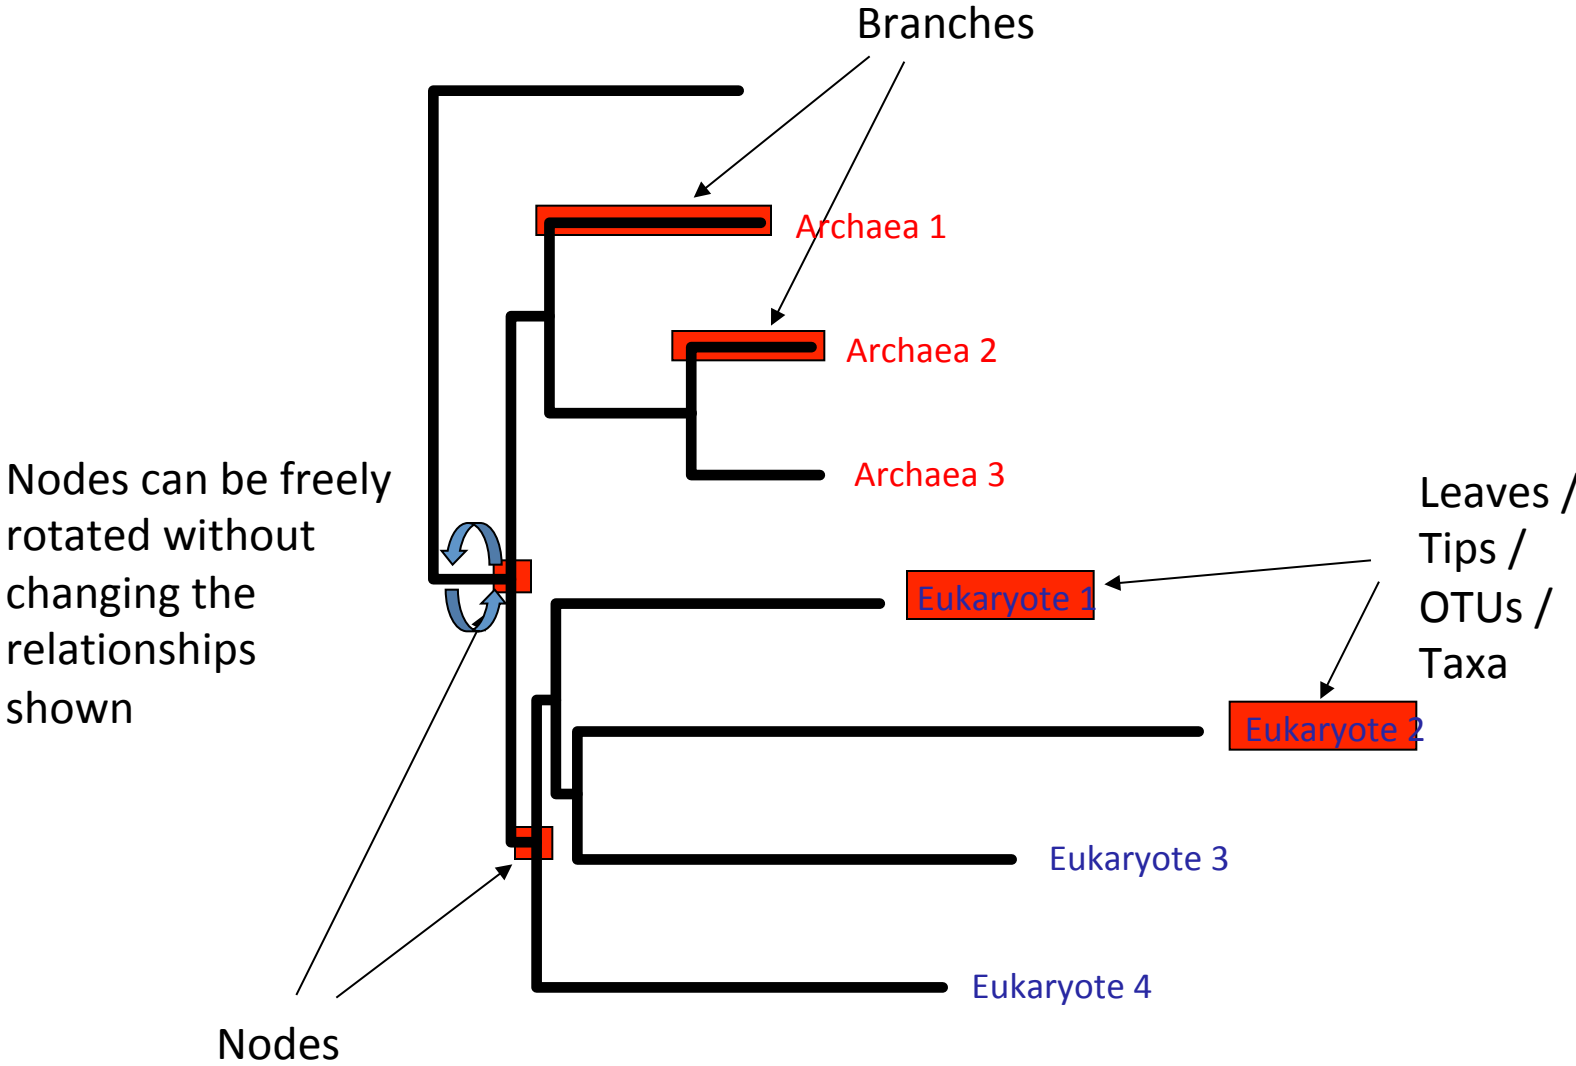 Branches
Archaea 1
Archaea 2
Archaea 3
Nodes can be freely
rotated without
changing the
relationships
shown
Leaves /
Tips /
OTUs /
Taxa
Eukaryote 1
Eukaryote 2
Eukaryote 3
Eukaryote 4
Nodes